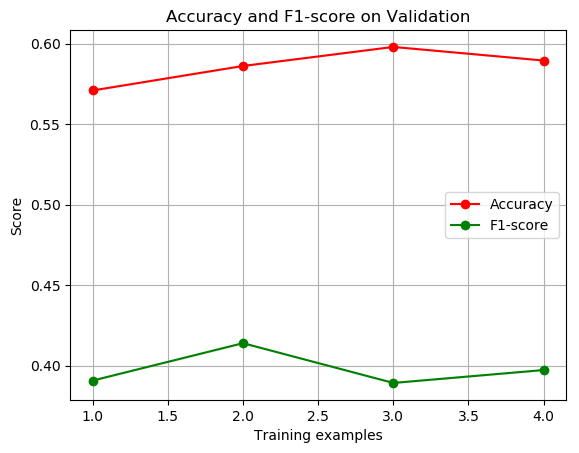 Accuracy and F1-score on Validation
0.60
0.55
0.50
0.45
0.40
Score
Accuracy
F1-score
1.0 1.5 2.0 2.5 3.0 3.5 4.0
Training examples